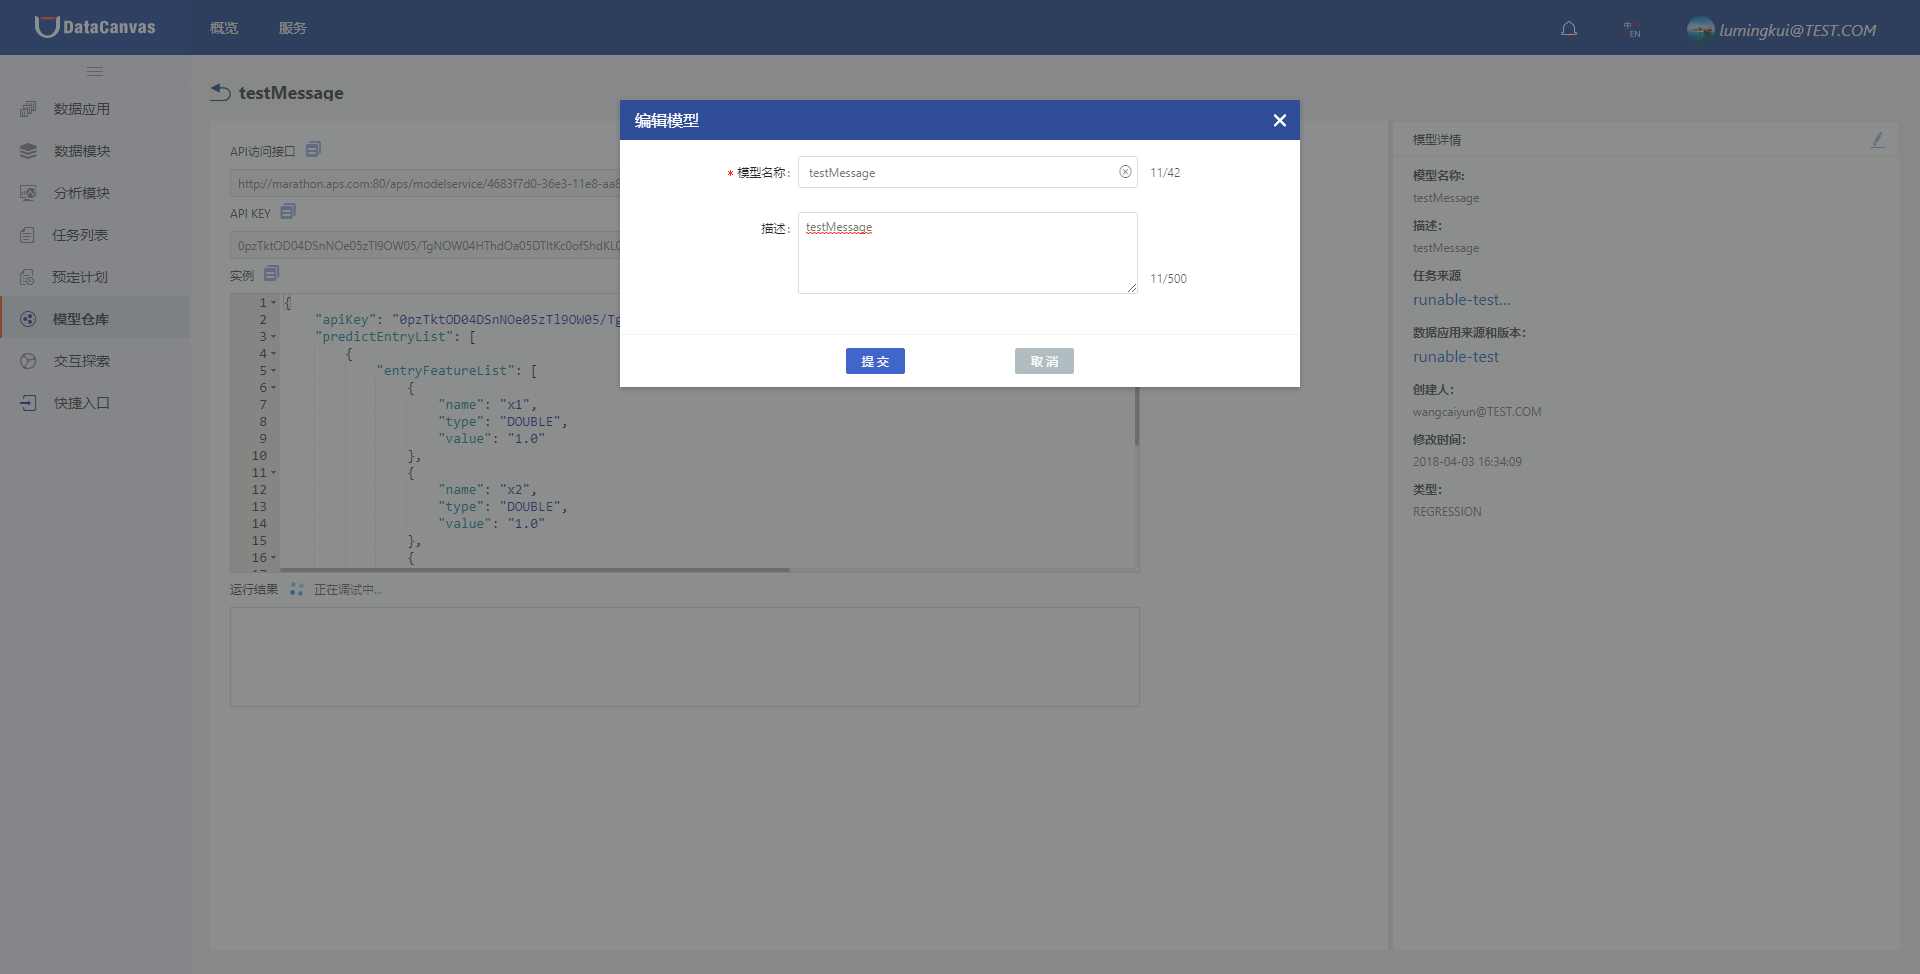 DataCanvas
概览
服务
中
EN
lumingkui@TEST.COM
数据应用
数据模块
分析模块
任务列表
预定计划
模型仓库
交互探索
快捷入口
testMessage
API访问接口
http://marathon.aps.com:80/aps/modelservice/4683f7d0-36e3-11e8-aa8
API KEY
实例
1 {
2 "apiKey": "0pzTktOD04DSnNOe05zTl9OW05/Tg
3 "predictEntryList": [
4 {
5 "entryFeatureList": [
6 {
7 "name": "x1",
8 "type": "DOUBLE",
9 "value": "1.0"
10 },
11 {
12 "name": "x2",
13 "type": "DOUBLE",
14 "value": "1.0"
15 },
16 {
运行结果
正在调试中...
编辑模型
* 模型名称:
testMessage
11/42
描述:
testMessage
11/500
提交
取消
模型详情
模型名称:
testMessage
描述:
testMessage
任务来源
runable-test...
数据应用来源和版本:
runable-test
创建人:
wangcaiyun@TEST.COM
修改时间:
2018-04-03 16:34:09
类型:
REGRESSION